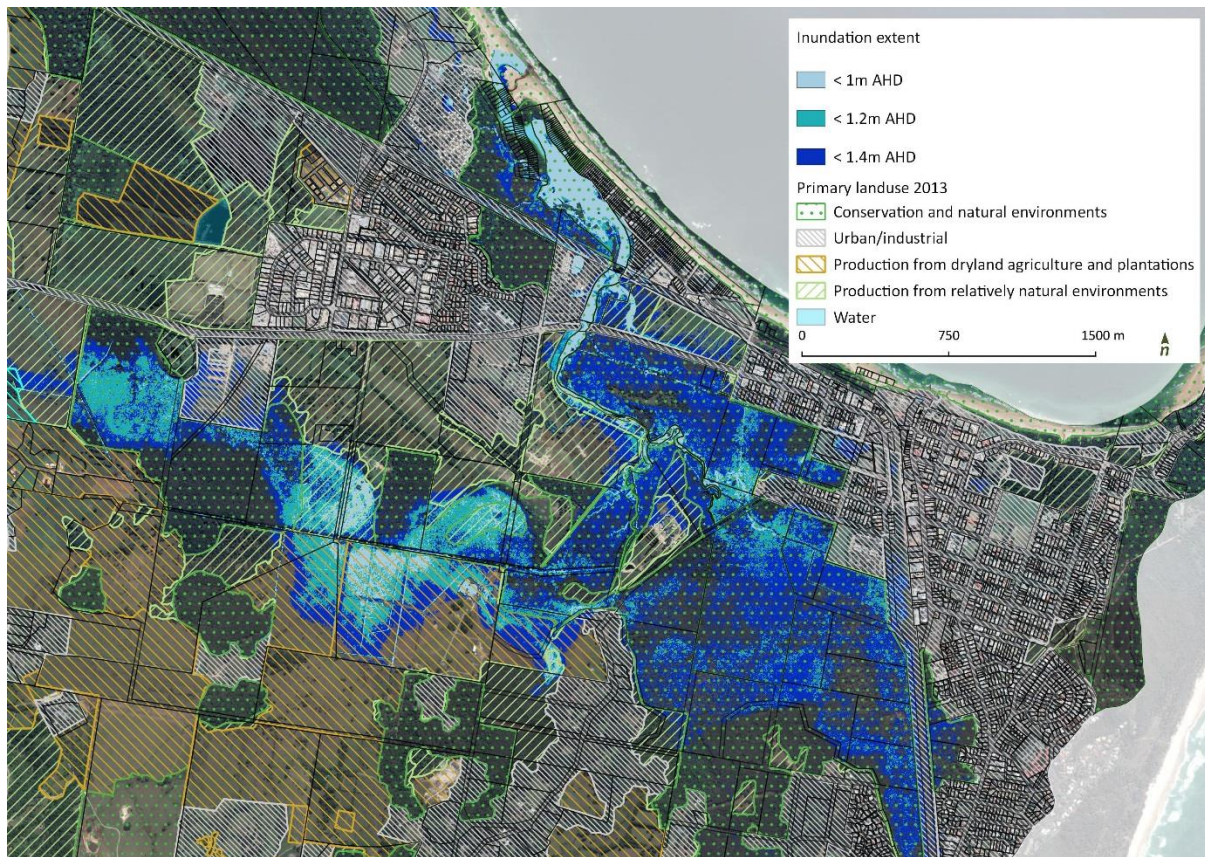 Inundation extent
< 1m AHD
< 1.2m AHD
< 1.4m AHD
Primary landuse 2013
Conservation and natural environments
Urban/industrial
Production from dryland agriculture and plantations
Production from relatively natural environments
Water
0 750 1500 m
n